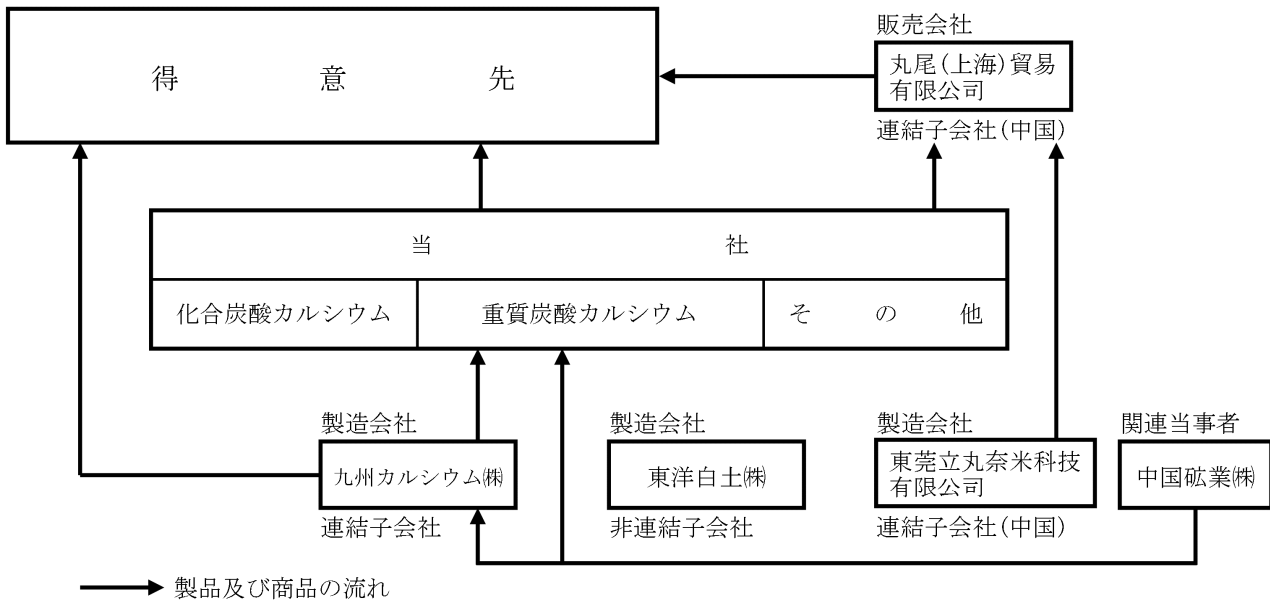 販売会社
得意先
丸尾(上海)貿易
有限公司
連結子会社(中国)
当社
化合炭酸カルシウム
重質炭酸カルシウム
その他
製造会社
九州カルシウム㈱
連結子会社
製造会社
東洋白土㈱
非連結子会社
製造会社
東莞立丸奈米科技
有限公司
連結子会社(中国)
関連当事者
中国砿業㈱
製品及び商品の流れ